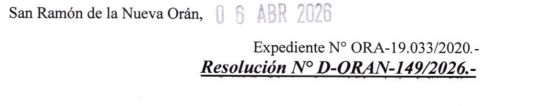 San Ramón de la Nueva Orán, 06 ABR 2026
Expediente N° ORA-19.033/2020.-
Resolución N° D-ORAN-149/2026.-